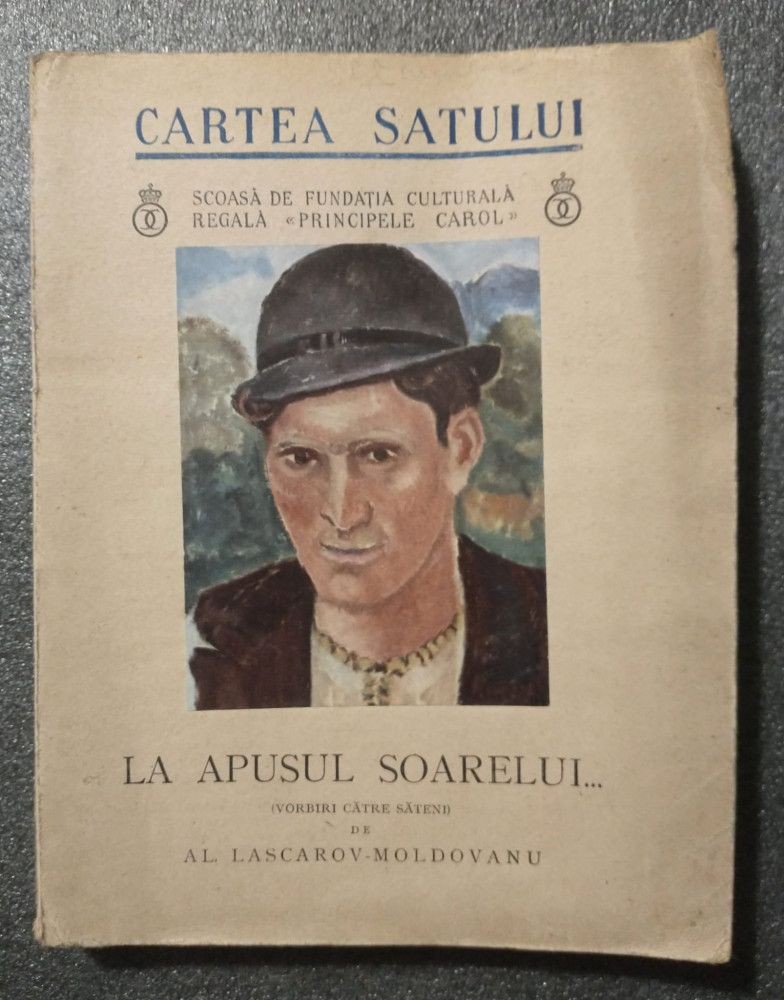 CARTEA SATULUI
SCOASĂ DE FUNDAȚIA CULTURALĂ
REGALĂ «PRINCIPELE CAROL»
LA APUSUL SOARELUI...
(VORBIRI CĂTRE SĂTENI)
DE
AL. LASCAROV-MOLDOVANU